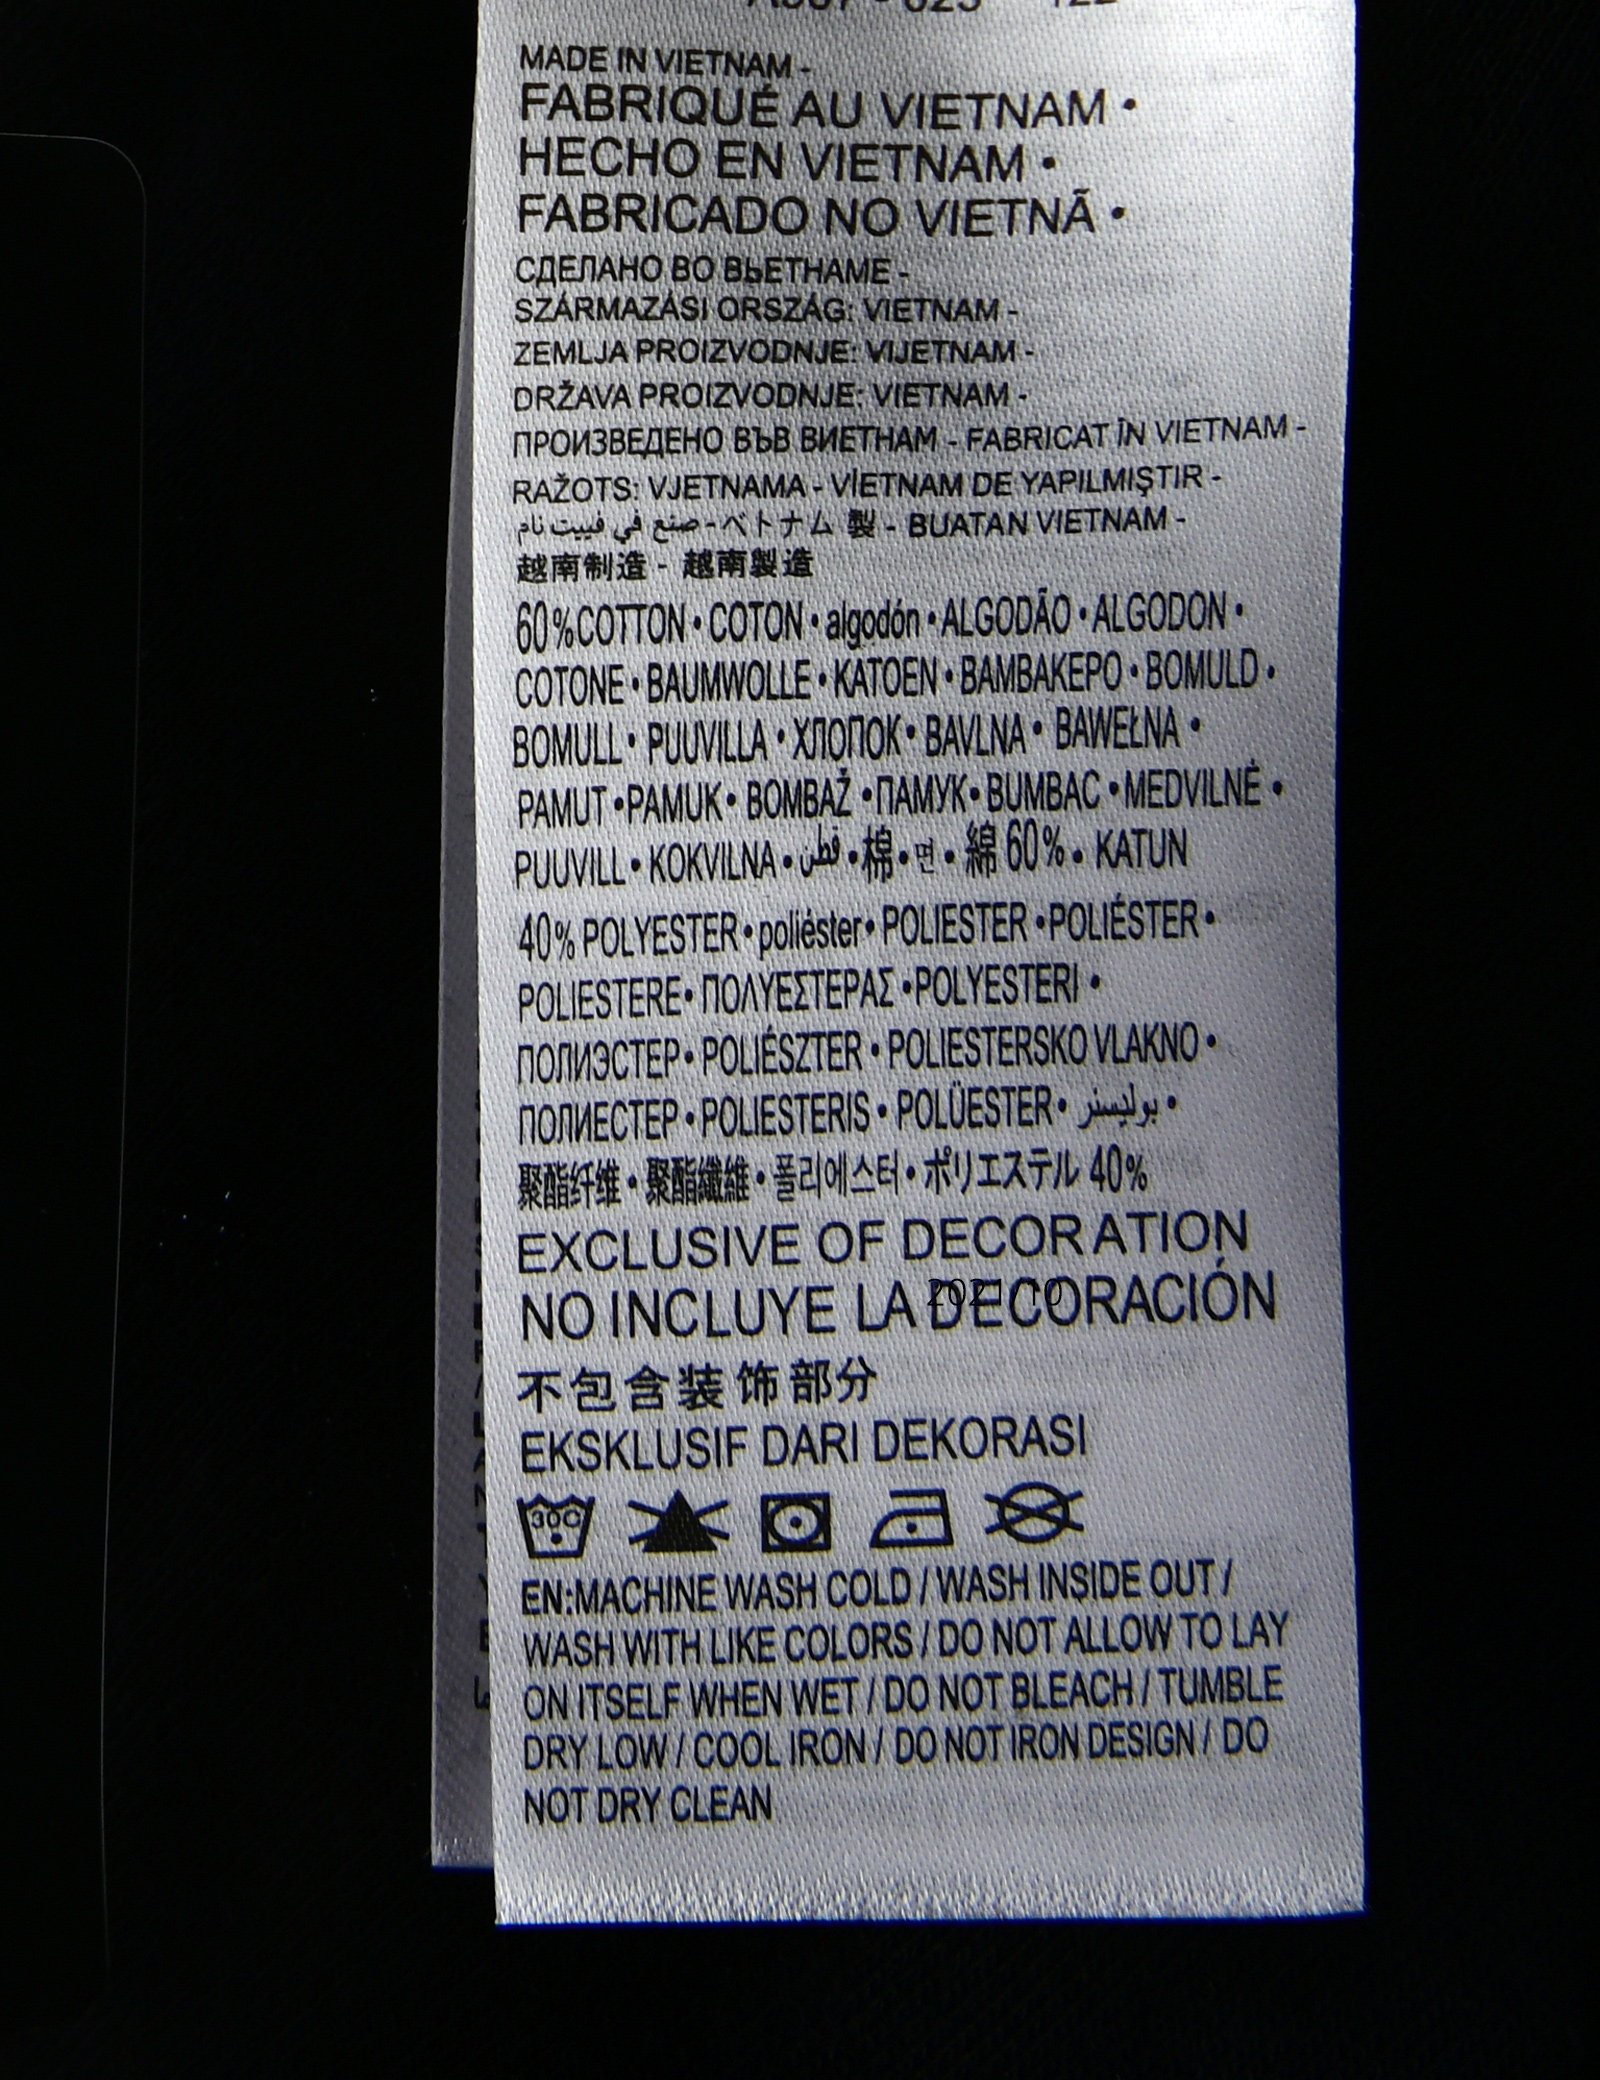 MADE IN VIETNAM -
FABRIQUÉ AU VIETNAM •
HECHO EN VIETNAM •
FABRICADO NO VIETNÃ •
СДЕЛАНО ВО ВЬЕТНАМЕ -
SZÁRMAZÁSI ORSZÁG: VIETNAM -
ZEMLJA PROIZVODNJE: VIJETNAM -
DRŽAVA PROIZVODNJE: VIETNAM -
ПРОИЗВЕДЕНО ВЪВ ВИЕТНАМ - FABRICAT ÎN VIETNAM -
RAŽOTS: VJETNAMA - VİETNAM DE YAPILMIŞTIR -
صنع في فييت نام - ベトナム 製 - BUATAN VIETNAM -
越南制造 - 越南製造
60%COTTON • COTON • algodón • ALGODÃO • ALGODON •
COTONE • BAUMWOLLE • KATOEN • ΒΑΜΒΑΚΕΡΟ • BOMULD •
BOMULL • PUUVILLA • ХЛОПОК • BAVLNA • BAWEŁNA •
PAMUT • PAMUK • BOMBAŽ • ПАМУК • BUMBAC • MEDVILNĖ •
PUUVILL • KOKVILNA • قطن • 棉 • 면 • 綿 60% • KATUN
40% POLYESTER • poliéster • POLIESTER • POLIÉSTER •
POLIESTERE • ΠΟΛΥΕΣΤΕΡΑΣ • POLYESTERI •
ПОЛИЭСТЕР • POLIÉSZTER • POLIESTERSKO VLAKNO •
ПОЛИЕСТЕР • POLIESTERIS • POLÜESTER • بوليستر •
聚酯纤维 • 聚酯纖維 • 폴리에스터 • ポリエステル 40%
EXCLUSIVE OF DECORATION
NO INCLUYE LA DECORACIÓN
2021/10
不包含装饰部分
EKSKLUSIF DARI DEKORASI
30C
EN:MACHINE WASH COLD / WASH INSIDE OUT /
WASH WITH LIKE COLORS / DO NOT ALLOW TO LAY
ON ITSELF WHEN WET / DO NOT BLEACH / TUMBLE
DRY LOW / COOL IRON / DO NOT IRON DESIGN / DO
NOT DRY CLEAN